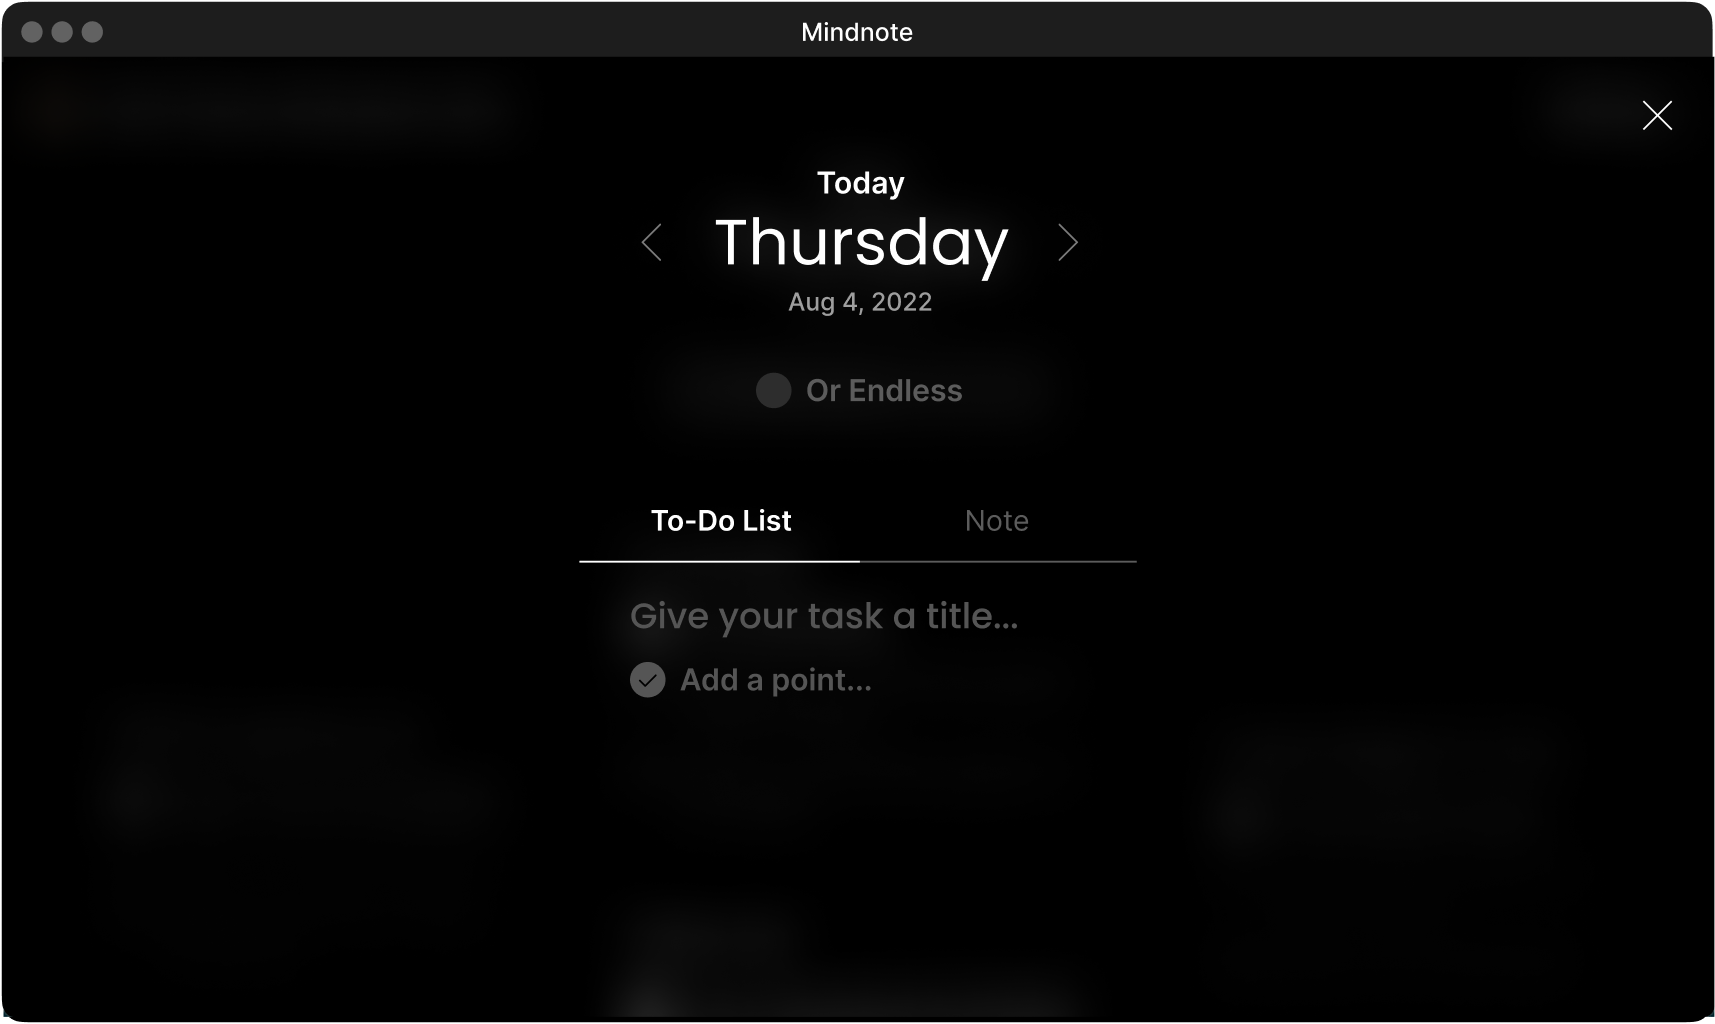 Mindnote
Today
Thursday
Aug 4, 2022
Or Endless
To-Do List
Note
Give your task a title...
Add a point...